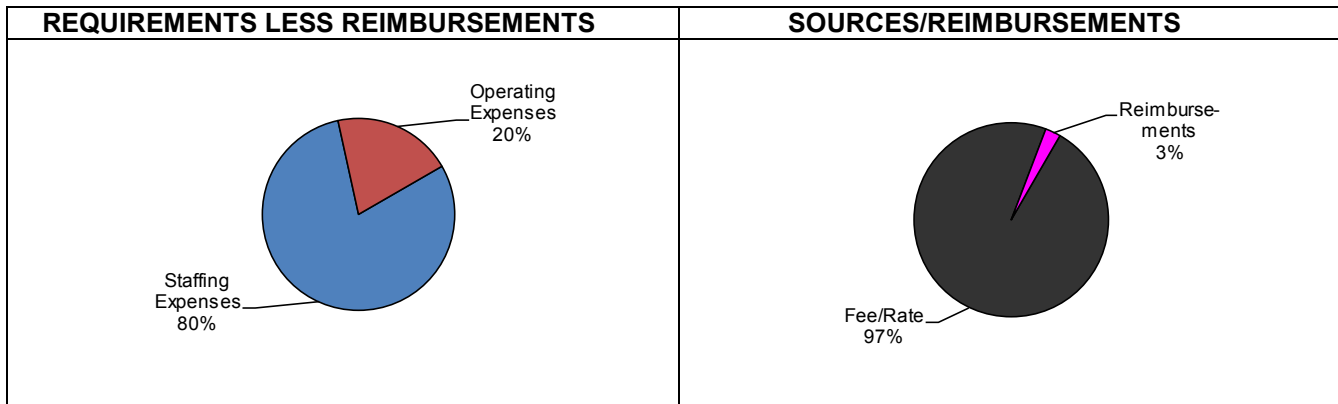 REQUIREMENTS LESS REIMBURSEMENTS
Operating
Expenses
20%
Staffing
Expenses
80%
SOURCES/REIMBURSEMENTS
Reimburse-
ments
3%
Fee/Rate
97%